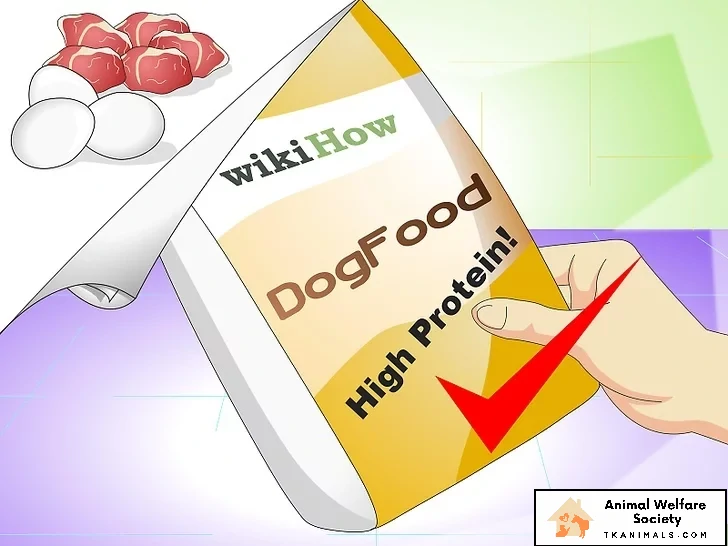 wikiHow
DogFood
High Protein!
Animal Welfare
Society
TKANIMALS.COM